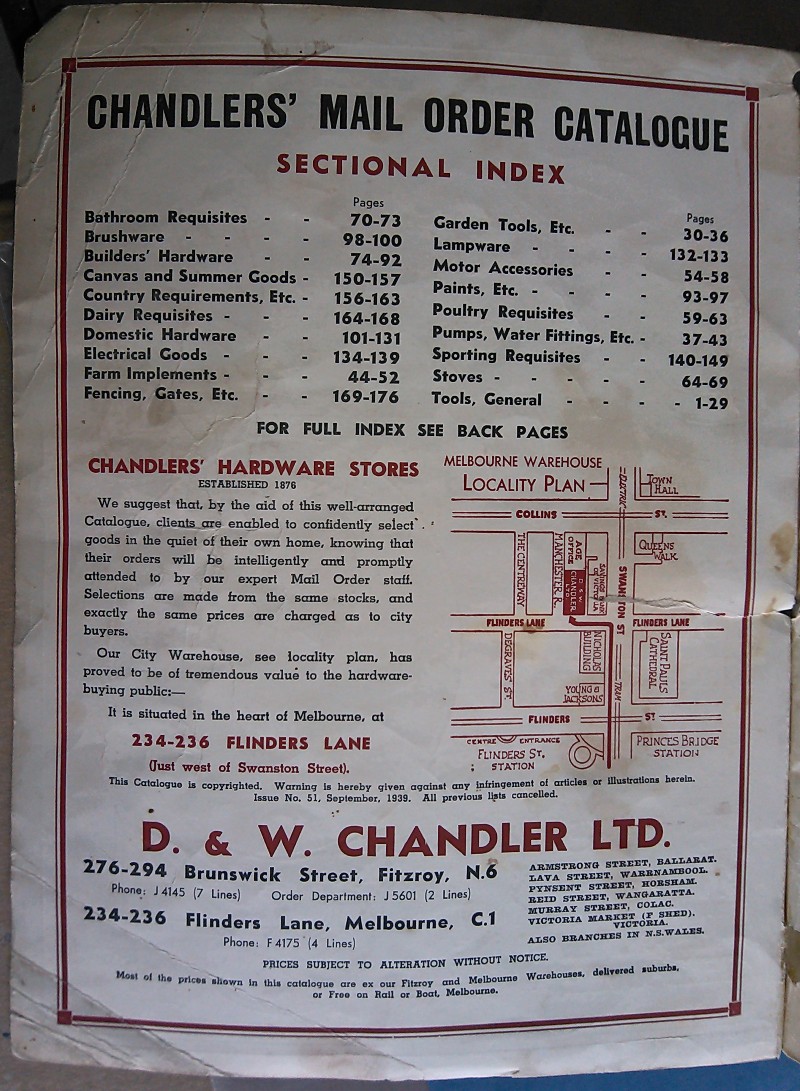 CHANDLERS' MAIL ORDER CATALOGUE
SECTIONAL INDEX
Pages
Bathroom Requisites - - 70-73
Brushware - - - - 98-100
Builders' Hardware - - 74-92
Canvas and Summer Goods - 150-157
Country Requirements, Etc. - 156-163
Dairy Requisites - - - 164-168
Domestic Hardware - - 101-131
Electrical Goods - - - 134-139
Farm Implements - - - 44-52
Fencing, Gates, Etc. - - 169-176
Pages
Garden Tools, Etc. - - 30-36
Lampware - - - - 132-133
Motor Accessories - - 54-58
Paints, Etc. - - - - 93-97
Poultry Requisites - - 59-63
Pumps, Water Fittings, Etc. - 37-43
Sporting Requisites - - 140-149
Stoves - - - - - 64-69
Tools, General - - - - 1-29
FOR FULL INDEX SEE BACK PAGES
CHANDLERS' HARDWARE STORES
ESTABLISHED 1876
We suggest that, by the aid of this well-arranged
Catalogue, clients are enabled to confidently select
goods in the quiet of their own home, knowing that
their orders will be intelligently and promptly
attended to by our expert Mail Order staff.
Selections are made from the same stocks, and
exactly the same prices are charged as to city
buyers.
Our City Warehouse, see locality plan, has
proved to be of tremendous value to the hardware-
buying public:—
It is situated in the heart of Melbourne, at
234-236 FLINDERS LANE
(Just west of Swanston Street).
MELBOURNE WAREHOUSE
LOCALITY PLAN
ELECTRIC
TOWN
HALL
COLLINS ST.
THE CENTREWAY
MANCHESTER
AGE
OFFICE
D & W
CHANDLER
LTD
SAVINGS BANK
OF VICTORIA
SWANSTON ST
QUEENS
WALK
FLINDERS LANE
FLINDERS LANE
DEGRAVES ST.
NICHOLAS
BUILDING
YOUNG &
JACKSONS
TRAM
SAINT PAULS
CATHEDRAL
FLINDERS ST.
CENTRE ENTRANCE
FLINDERS ST.
STATION
PRINCES BRIDGE
STATION
This Catalogue is copyrighted. Warning is hereby given against any infringement of articles or illustrations herein.
Issue No. 51, September, 1939. All previous lists cancelled.
D. & W. CHANDLER LTD.
276-294 Brunswick Street, Fitzroy, N.6
Phone: J 4145 (7 Lines) Order Department: J 5601 (2 Lines)
234-236 Flinders Lane, Melbourne, C.1
Phone: F 4175 (4 Lines)
ARMSTRONG STREET, BALLARAT.
LAVA STREET, WARRNAMBOOL.
PYNSENT STREET, HORSHAM.
REID STREET, WANGARATTA.
MURRAY STREET, COLAC.
VICTORIA MARKET (F SHED).
VICTORIA.
ALSO BRANCHES IN N.S.WALES.
PRICES SUBJECT TO ALTERATION WITHOUT NOTICE.
Most of the prices shown in this catalogue are ex our Fitzroy and Melbourne Warehouses, delivered suburbs,
or Free on Rail or Boat, Melbourne.